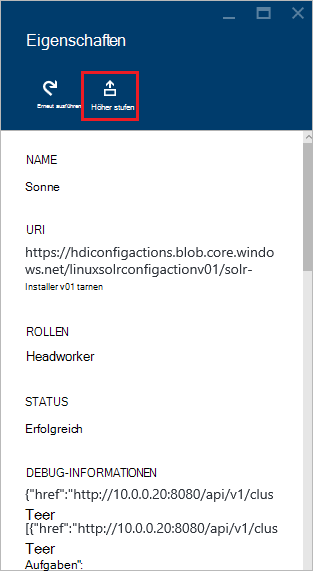 Eigenschaften
Erneut ausführen
Höher stufen
NAME
Sonne
URI
https://hdiconfigactions.blob.core.windo
ws.net/linuxsolrconfigactionv01/solr-
Installer v01 tarnen
ROLLEN
Headworker
STATUS
Erfolgreich
DEBUG-INFORMATIONEN
{"href":"http://10.0.0.20:8080/api/v1/clus
Teer
[{"href":"http://10.0.0.20:8080/api/v1/clus
Teer
Aufgaben":